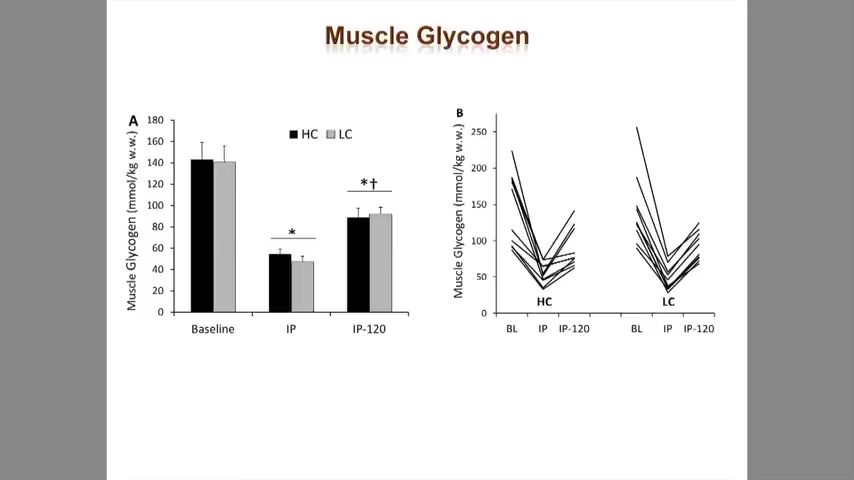 Muscle Glycogen
A
Muscle Glycogen (mmol/kg w.w.)
180
160
140
120
100
80
60
40
20
0
HC LC
*
*†
Baseline IP IP-120
B
Muscle Glycogen (mmol/kg w.w.)
250
200
150
100
50
0
HC LC
BL IP IP-120 BL IP IP-120